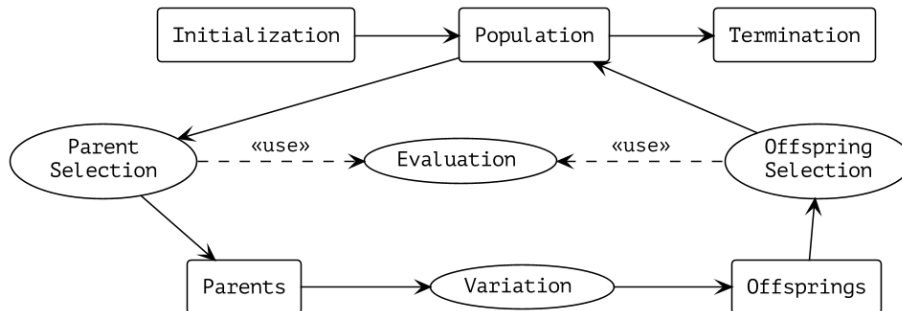 Initialization
Population
Termination
Parent
Selection
«use»
Evaluation
«use»
Offspring
Selection
Parents
Variation
Offsprings